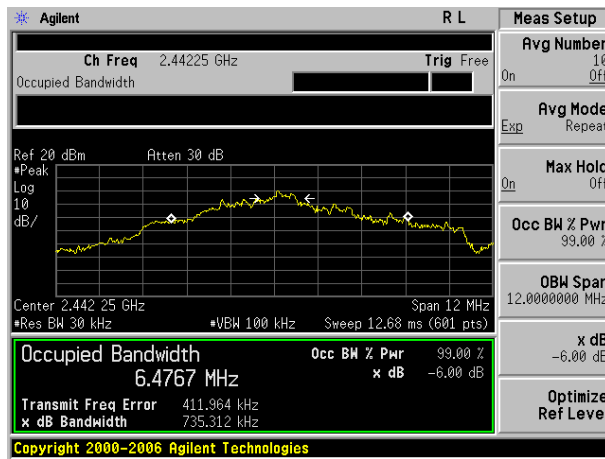 Agilent R L
Meas Setup
Ch Freq 2.44225 GHz Trig Free
Occupied Bandwidth
Avg Number
10
On Off
Avg Mode
Exp Repeat
Ref 20 dBm Atten 30 dB
#Peak
Log
10
dB/
Max Hold
On Off
Occ BW % Pwr
99.00 %
OBW Span
12.0000000 MHz
Center 2.442 25 GHz Span 12 MHz
#Res BW 30 kHz #VBW 100 kHz Sweep 12.68 ms (601 pts)
Occupied Bandwidth Occ BW % Pwr 99.00 %
6.4767 MHz x dB -6.00 dB
Transmit Freq Error 411.964 kHz
x dB Bandwidth 735.312 kHz
x dB
-6.00 dB
Optimize
Ref Level
Copyright 2000-2006 Agilent Technologies